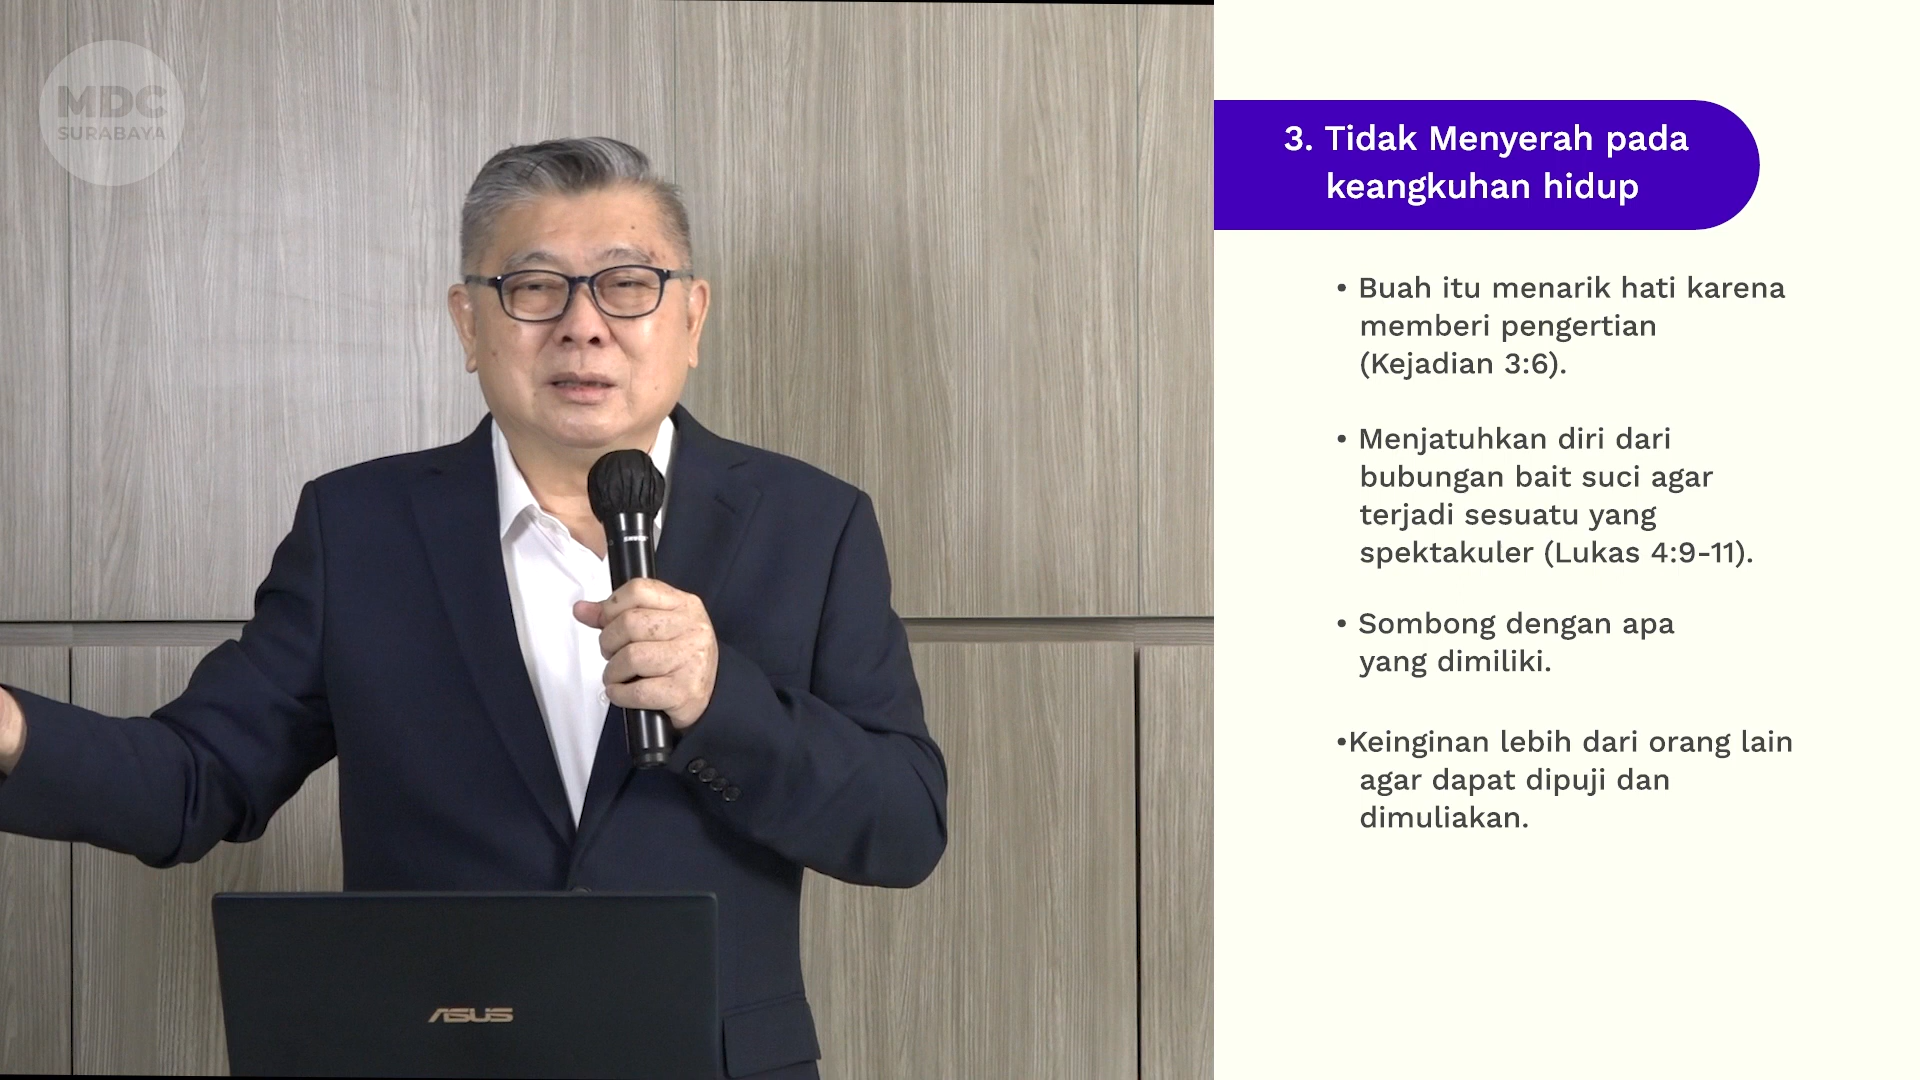 MDC
SURABAYA
3. Tidak Menyerah pada
keangkuhan hidup
• Buah itu menarik hati karena
memberi pengertian
(Kejadian 3:6).
• Menjatuhkan diri dari
bubungan bait suci agar
terjadi sesuatu yang
spektakuler (Lukas 4:9-11).
• Sombong dengan apa
yang dimiliki.
•Keinginan lebih dari orang lain
agar dapat dipuji dan
dimuliakan.
SHURE
ASUS